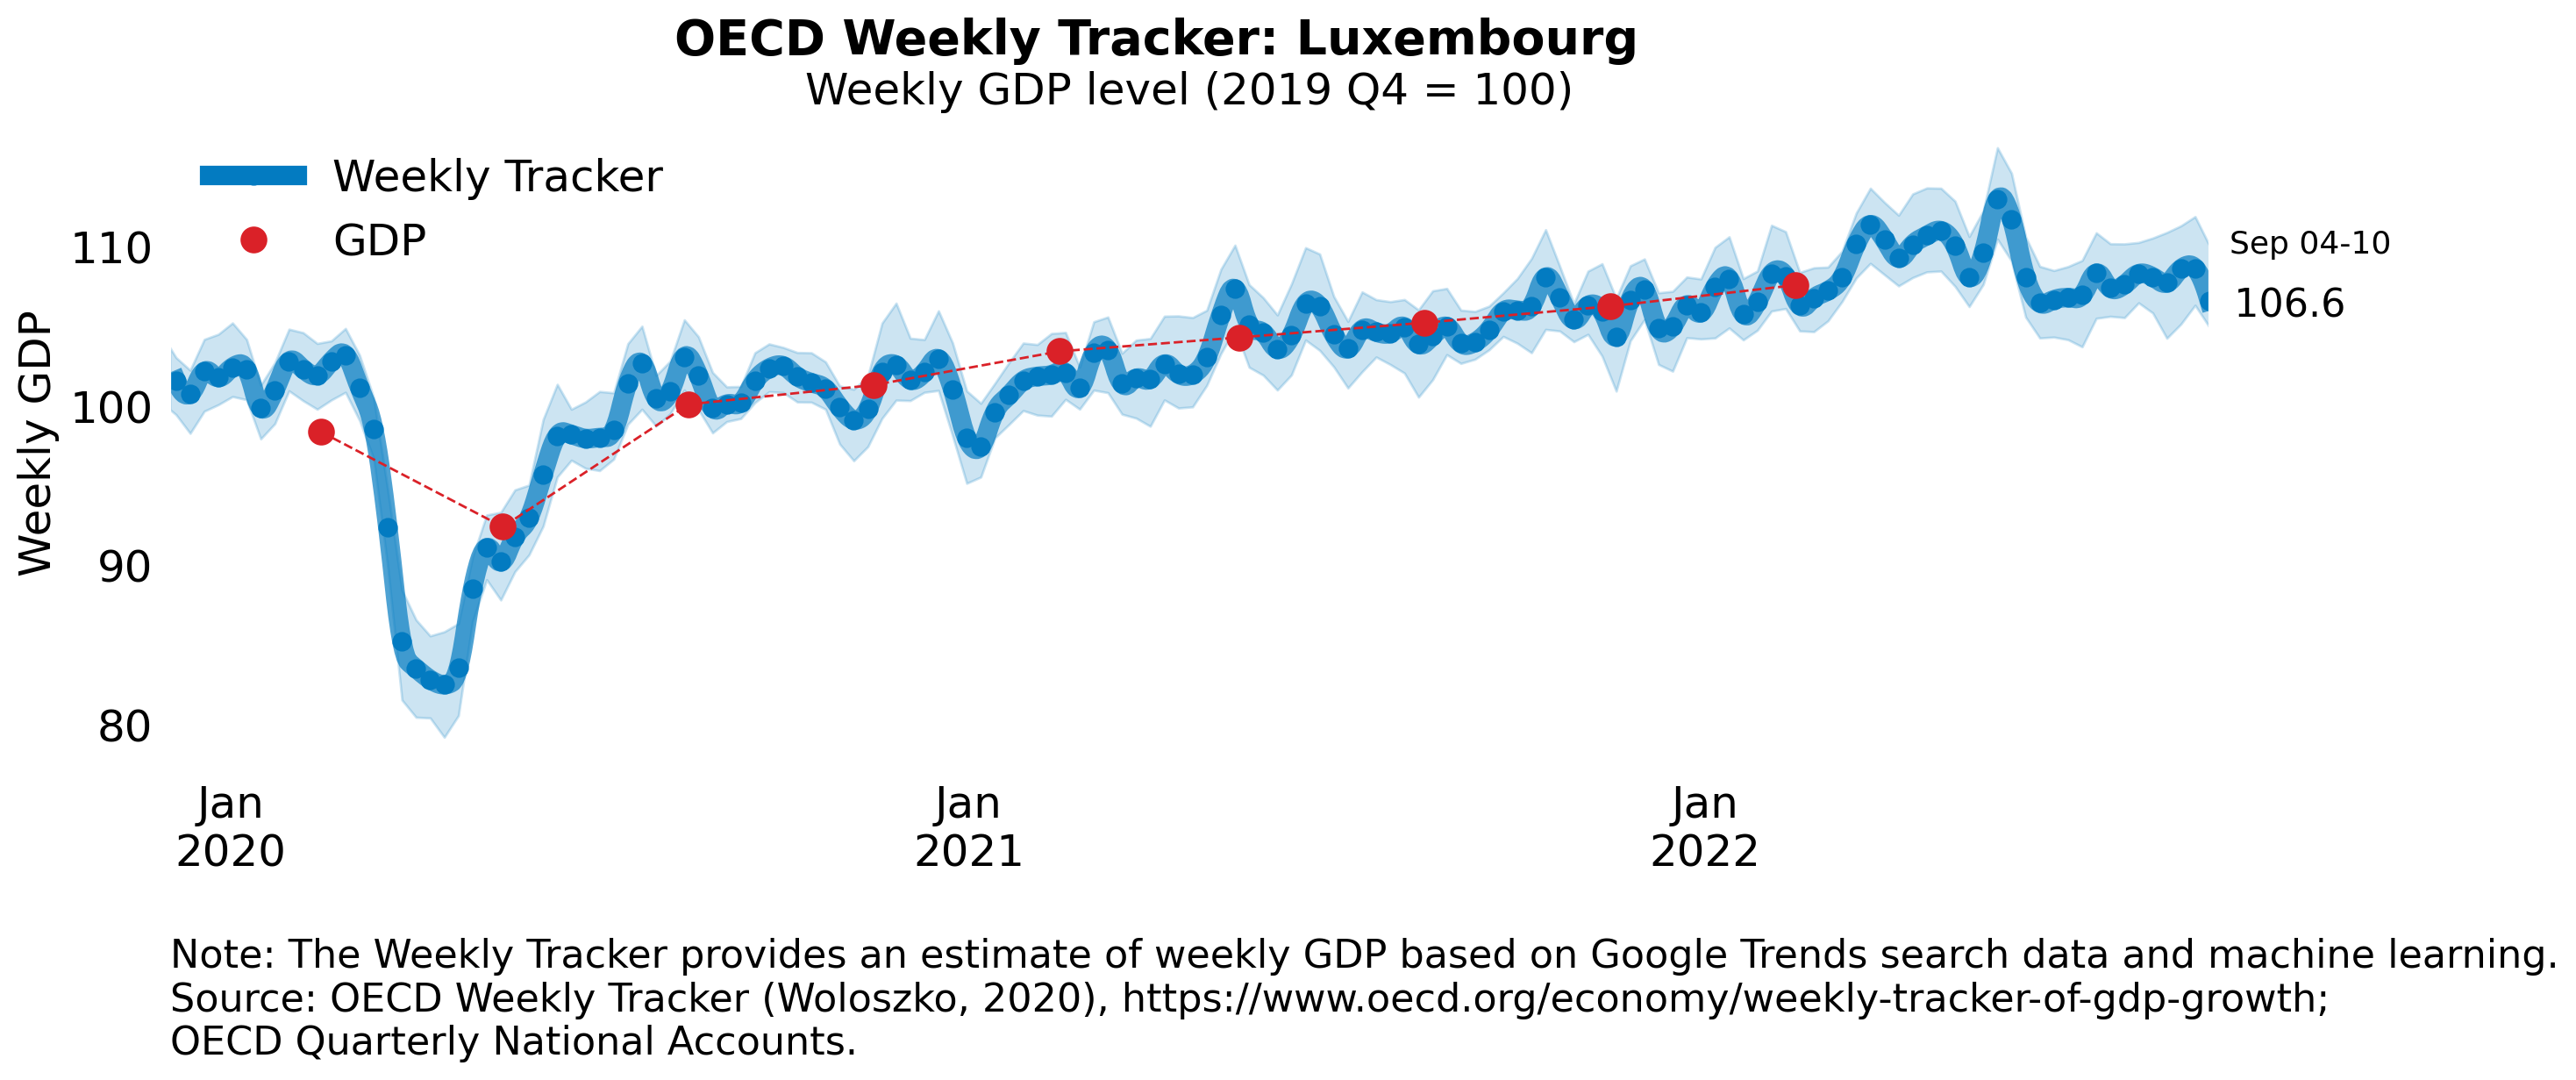 OECD Weekly Tracker: Luxembourg
Weekly GDP level (2019 Q4 = 100)
Weekly Tracker
GDP
Weekly GDP
110
100
90
80
Sep 04-10
106.6
Jan
2020
Jan
2021
Jan
2022
Note: The Weekly Tracker provides an estimate of weekly GDP based on Google Trends search data and machine learning.
Source: OECD Weekly Tracker (Woloszko, 2020), https://www.oecd.org/economy/weekly-tracker-of-gdp-growth;
OECD Quarterly National Accounts.